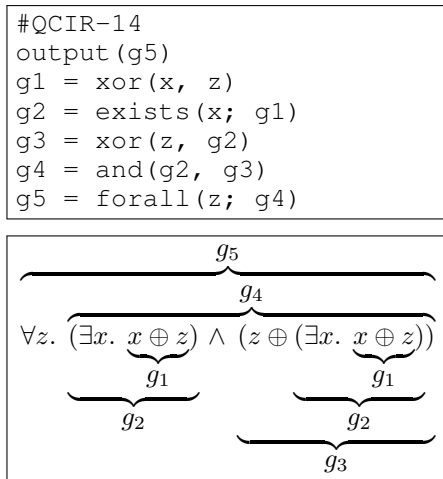 #QCIR-14
output(g5)
g1 = xor(x, z)
g2 = exists(x; g1)
g3 = xor(z, g2)
g4 = and(g2, g3)
g5 = forall(z; g4)
g₅
g₄
∀z. (∃x. x ⊕ z) ∧ (z ⊕ (∃x. x ⊕ z))
g₁ g₁
g₂ g₂
g₃